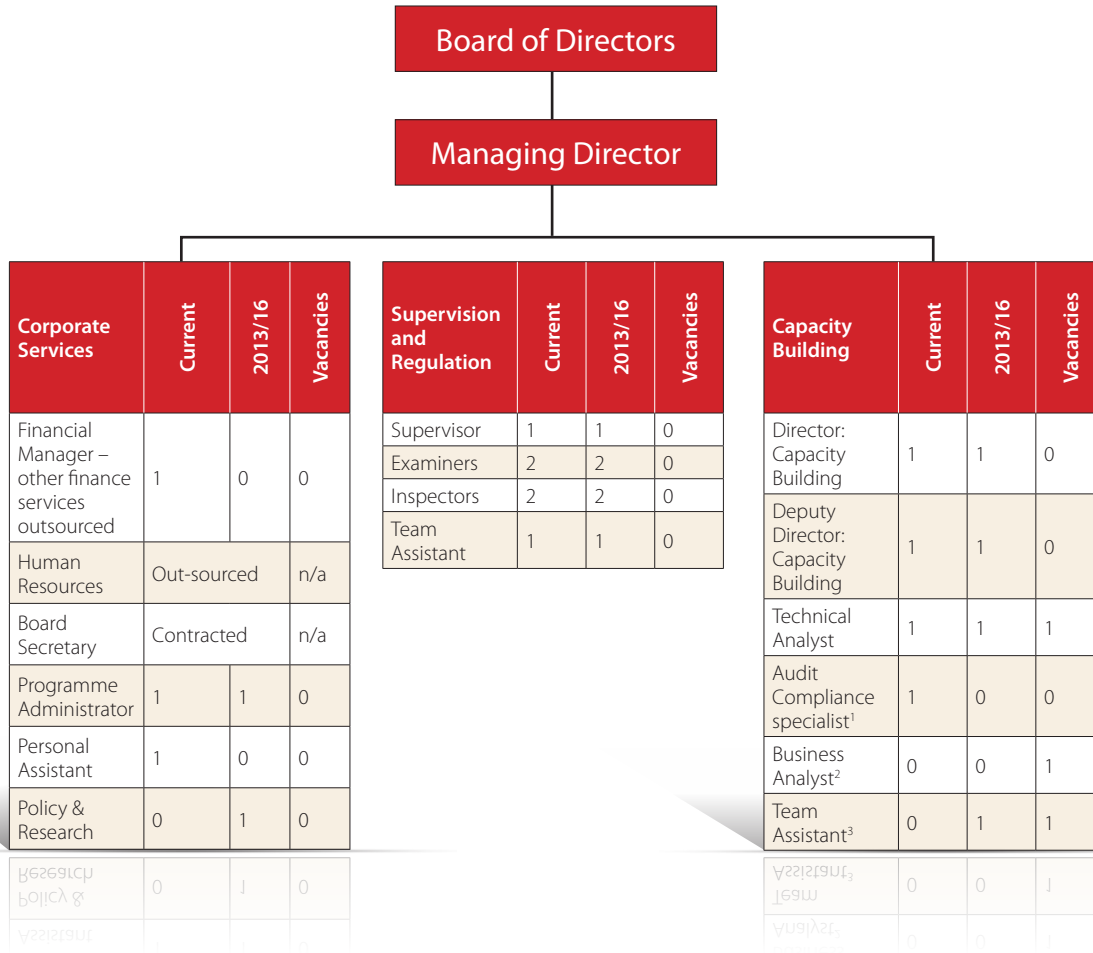 Board of Directors
Managing Director
Corporate
Services
Current
2013/16
Vacancies
Financial
Manager –
other finance
services
outsourced
1
0
0
Human
Resources
Out-sourced
n/a
Board
Secretary
Contracted
n/a
Programme
Administrator
1
1
0
Personal
Assistant
1
0
0
Policy &
Research
0
1
0
Supervision
and
Regulation
Current
2013/16
Vacancies
Supervisor
1
1
0
Examiners
2
2
0
Inspectors
2
2
0
Team
Assistant
1
1
0
Capacity
Building
Current
2013/16
Vacancies
Director:
Capacity
Building
1
1
0
Deputy
Director:
Capacity
Building
1
1
0
Technical
Analyst
1
1
1
Audit
Compliance
specialist¹
1
0
0
Business
Analyst²
0
0
1
Team
Assistant³
0
1
1